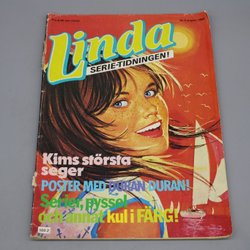 Linda
SERIE-TIDNINGEN!
Kims största
seger
POSTER MED DURAN DURAN!
Serier, pyssel
och annat kul i FÄRG!